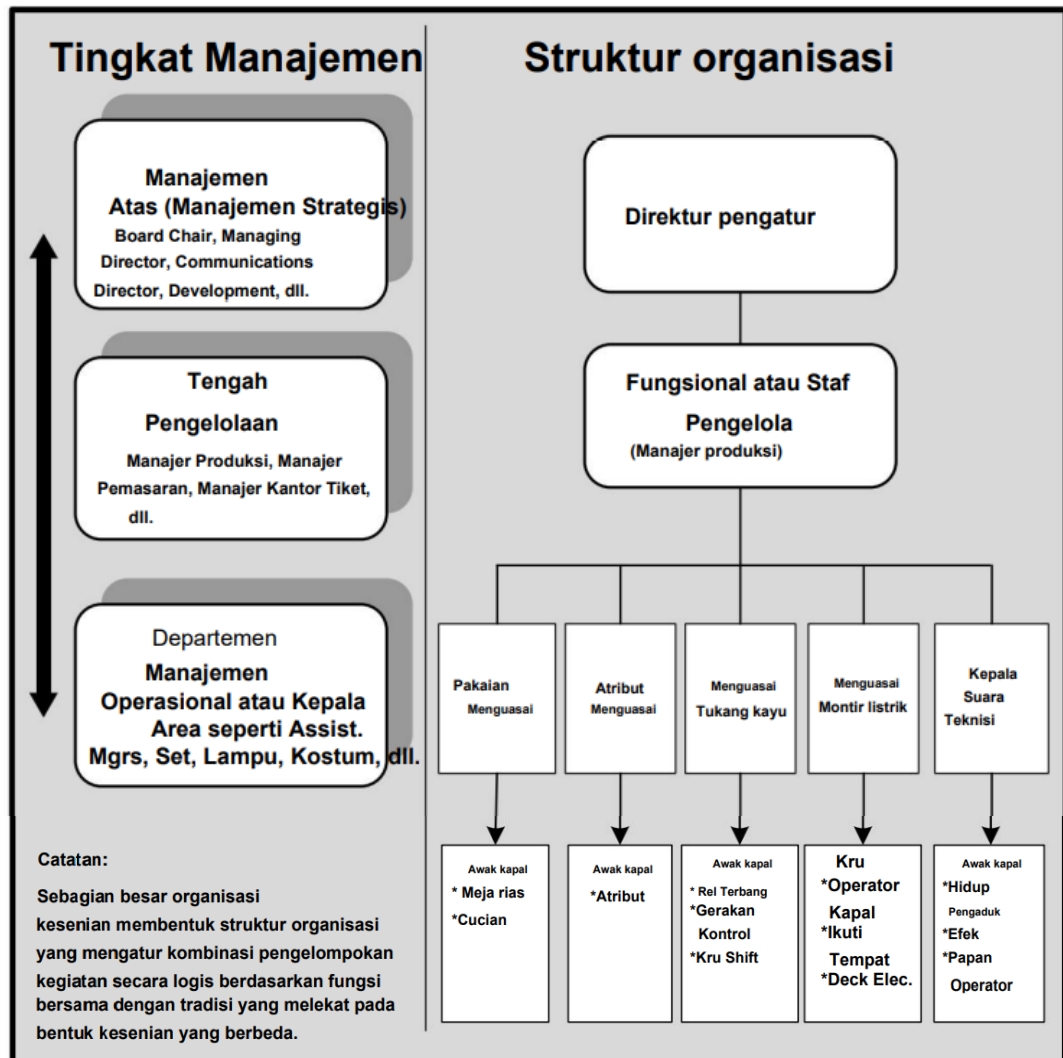 Tingkat Manajemen
Manajemen
Atas (Manajemen Strategis)
Board Chair, Managing
Director, Communications
Director, Development, dll.
Tengah
Pengelolaan
Manajer Produksi, Manajer
Pemasaran, Manajer Kantor Tiket,
dll.
Departemen
Manajemen
Operasional atau Kepala
Area seperti Assist.
Mgrs, Set, Lampu, Kostum, dll.
Catatan:
Sebagian besar organisasi
kesenian membentuk struktur organisasi
yang mengatur kombinasi pengelompokan
kegiatan secara logis berdasarkan fungsi
bersama dengan tradisi yang melekat pada
bentuk kesenian yang berbeda.
Struktur organisasi
Direktur pengatur
Fungsional atau Staf
Pengelola
(Manajer produksi)
Pakaian
Menguasai
Atribut
Menguasai
Menguasai
Tukang kayu
Menguasai
Montir listrik
Kepala
Suara
Teknisi
Awak kapal
* Meja rias
*Cucian
Awak kapal
*Atribut
Awak kapal
* Rel Terbang
*Gerakan
Kontrol
*Kru Shift
Kru
*Operator
Kapal
*Ikuti
Tempat
*Deck Elec.
Awak kapal
*Hidup
Pengaduk
*Efek
*Papan
Operator